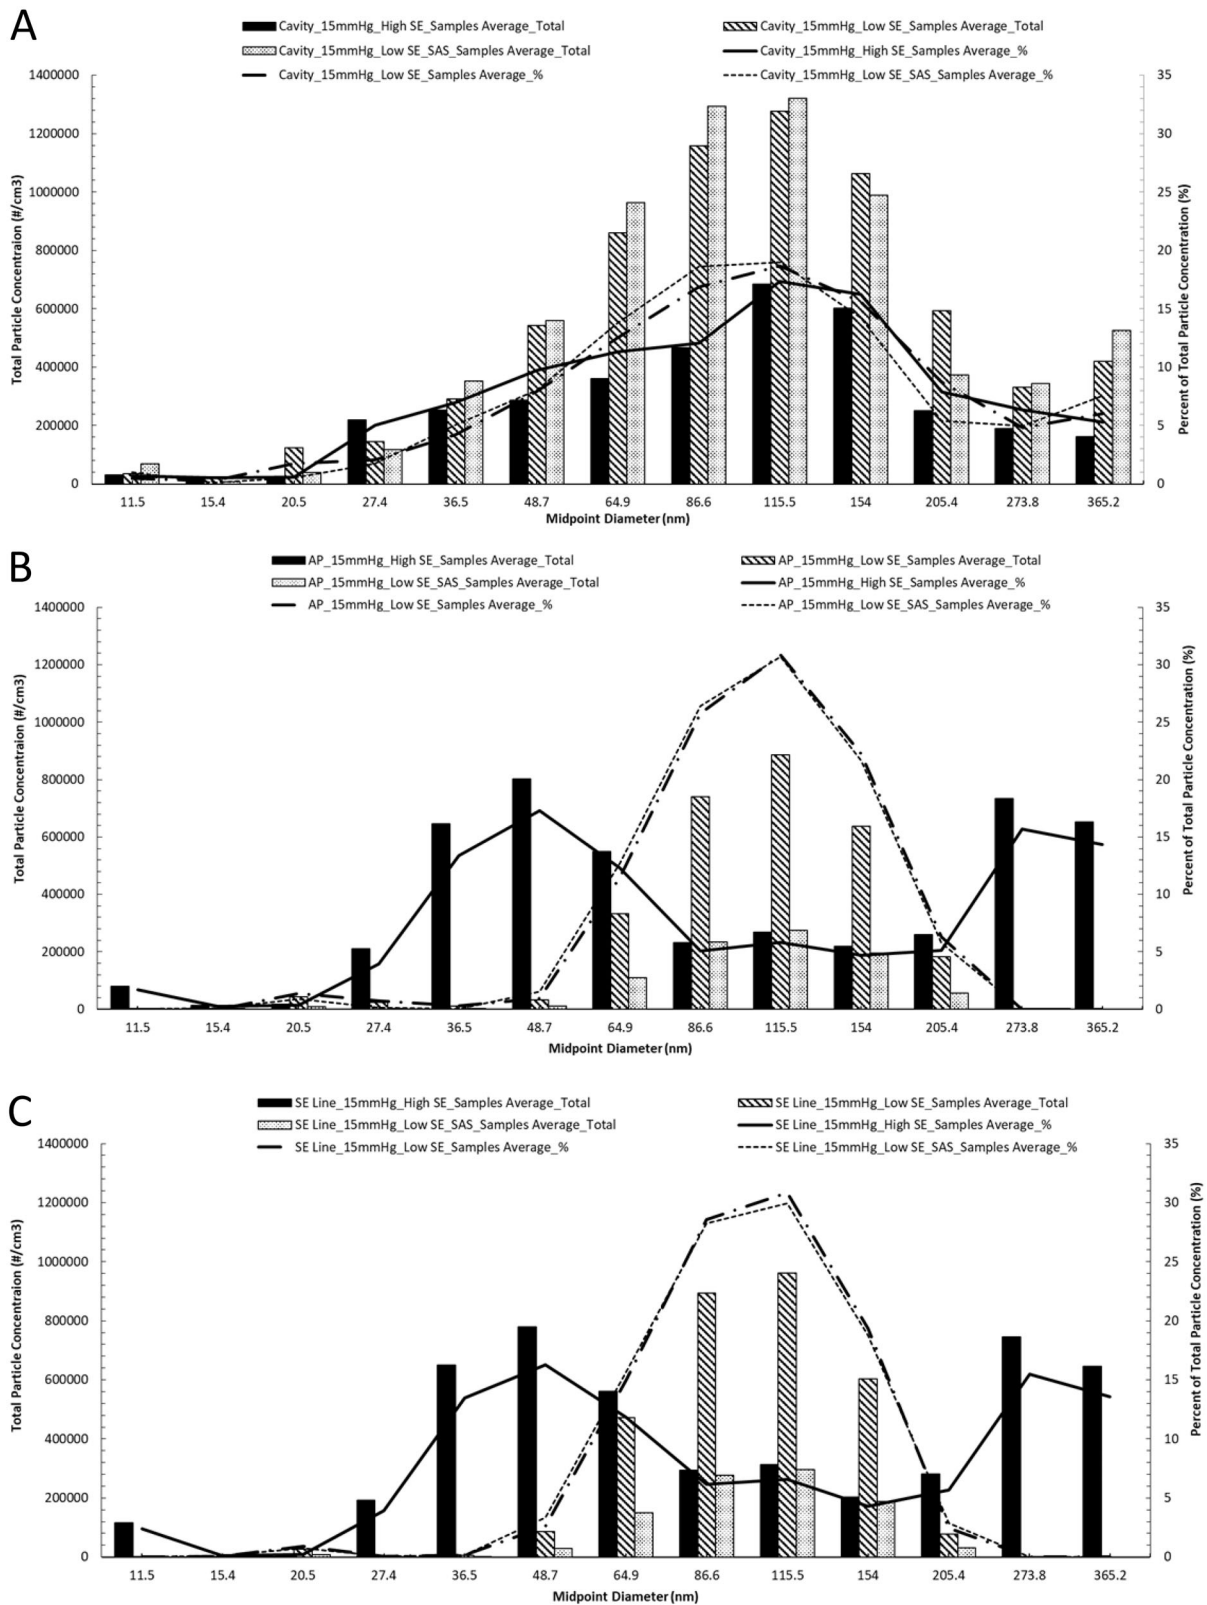 A
Cavity_15mmHg_High SE_Samples Average_Total
Cavity_15mmHg_Low SE_Samples Average_Total
Cavity_15mmHg_Low SE_SAS_Samples Average_Total
Cavity_15mmHg_High SE_Samples Average_%
Cavity_15mmHg_Low SE_Samples Average_%
Cavity_15mmHg_Low SE_SAS_Samples Average_%
Total Particle Concentraion (#/cm3)
1400000
1200000
1000000
800000
600000
400000
200000
0
35
30
25
20
15
10
5
0
Percent of Total Particle Concentration (%)
11.5 15.4 20.5 27.4 36.5 48.7 64.9 86.6 115.5 154 205.4 273.8 365.2
Midpoint Diameter (nm)
B
AP_15mmHg_High SE_Samples Average_Total
AP_15mmHg_Low SE_Samples Average_Total
AP_15mmHg_Low SE_SAS_Samples Average_Total
AP_15mmHg_High SE_Samples Average_%
AP_15mmHg_Low SE_Samples Average_%
AP_15mmHg_Low SE_SAS_Samples Average_%
Total Particle Concentraion (#/cm3)
1400000
1200000
1000000
800000
600000
400000
200000
0
35
30
25
20
15
10
5
0
Percent of Total Particle Concentration (%)
11.5 15.4 20.5 27.4 36.5 48.7 64.9 86.6 115.5 154 205.4 273.8 365.2
Midpoint Diameter (nm)
C
SE Line_15mmHg_High SE_Samples Average_Total
SE Line_15mmHg_Low SE_Samples Average_Total
SE Line_15mmHg_Low SE_SAS_Samples Average_Total
SE Line_15mmHg_High SE_Samples Average_%
SE Line_15mmHg_Low SE_Samples Average_%
SE Line_15mmHg_Low SE_SAS_Samples Average_%
Total Particle Concentraion (#/cm3)
1400000
1200000
1000000
800000
600000
400000
200000
0
35
30
25
20
15
10
5
0
Percent of Total Particle Concentration (%)
11.5 15.4 20.5 27.4 36.5 48.7 64.9 86.6 115.5 154 205.4 273.8 365.2
Midpoint Diameter (nm)